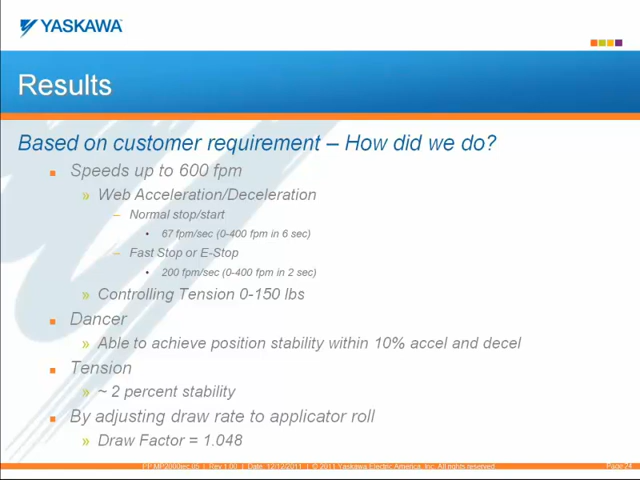 YASKAWA
Results
Based on customer requirement – How did we do?
Speeds up to 600 fpm
» Web Acceleration/Deceleration
– Normal stop/start
• 67 fpm/sec (0-400 fpm in 6 sec)
– Fast Stop or E-Stop
• 200 fpm/sec (0-400 fpm in 2 sec)
» Controlling Tension 0-150 lbs
Dancer
» Able to achieve position stability within 10% accel and decel
Tension
» ~ 2 percent stability
By adjusting draw rate to applicator roll
» Draw Factor = 1.048
PP.MP2000iec.05 | Rev 1.00 | Date: 12/12/2011 | © 2011 Yaskawa Electric America, Inc. All rights reserved. Page 24